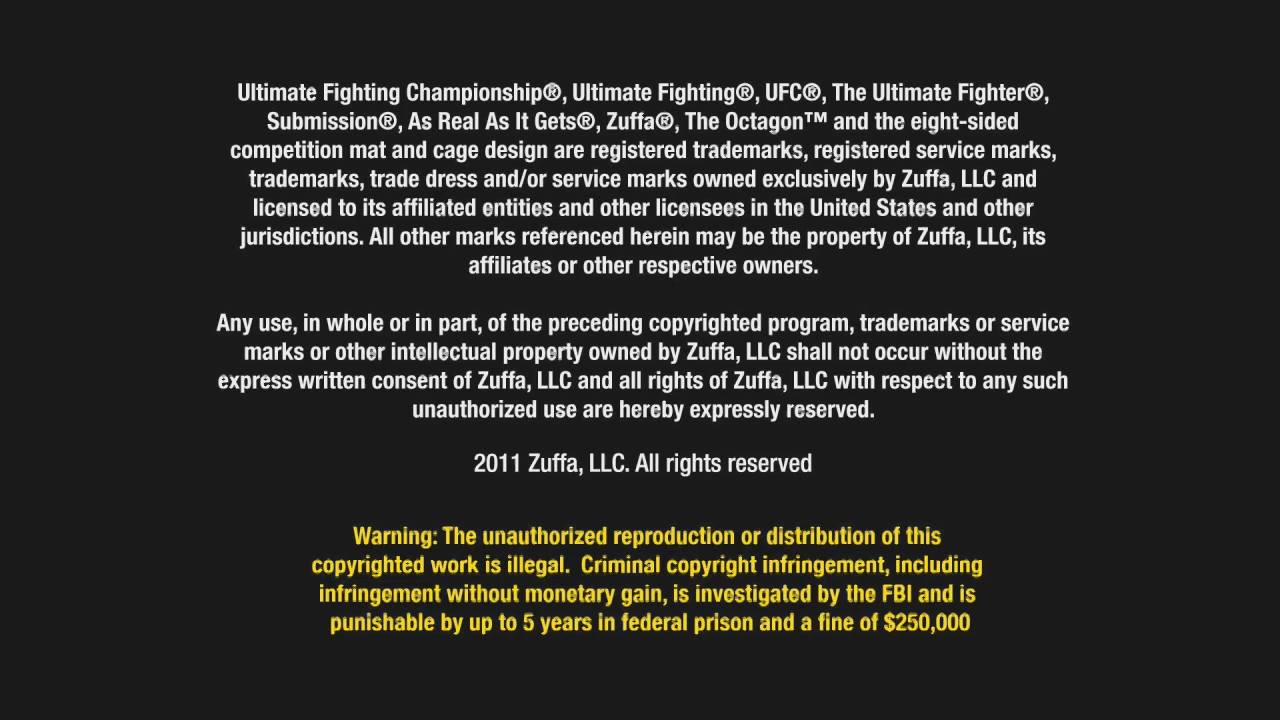 Ultimate Fighting Championship®, Ultimate Fighting®, UFC®, The Ultimate Fighter®,
Submission®, As Real As It Gets®, Zuffa®, The Octagon™ and the eight-sided
competition mat and cage design are registered trademarks, registered service marks,
trademarks, trade dress and/or service marks owned exclusively by Zuffa, LLC and
licensed to its affiliated entities and other licensees in the United States and other
jurisdictions. All other marks referenced herein may be the property of Zuffa, LLC, its
affiliates or other respective owners.
Any use, in whole or in part, of the preceding copyrighted program, trademarks or service
marks or other intellectual property owned by Zuffa, LLC shall not occur without the
express written consent of Zuffa, LLC and all rights of Zuffa, LLC with respect to any such
unauthorized use are hereby expressly reserved.
2011 Zuffa, LLC. All rights reserved
Warning: The unauthorized reproduction or distribution of this
copyrighted work is illegal.  Criminal copyright infringement, including
infringement without monetary gain, is investigated by the FBI and is
punishable by up to 5 years in federal prison and a fine of $250,000